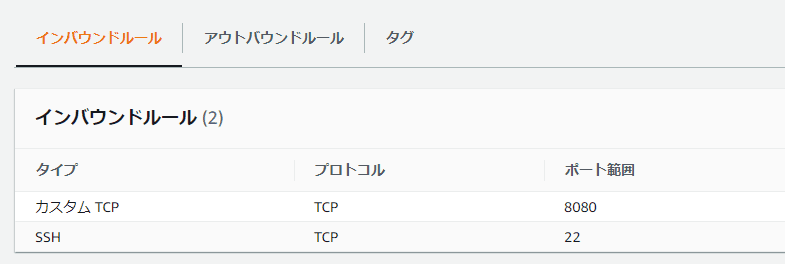 インバウンドルール アウトバウンドルール タグ
インバウンドルール (2)
タイプ プロトコル ポート範囲
カスタム TCP TCP 8080
SSH TCP 22